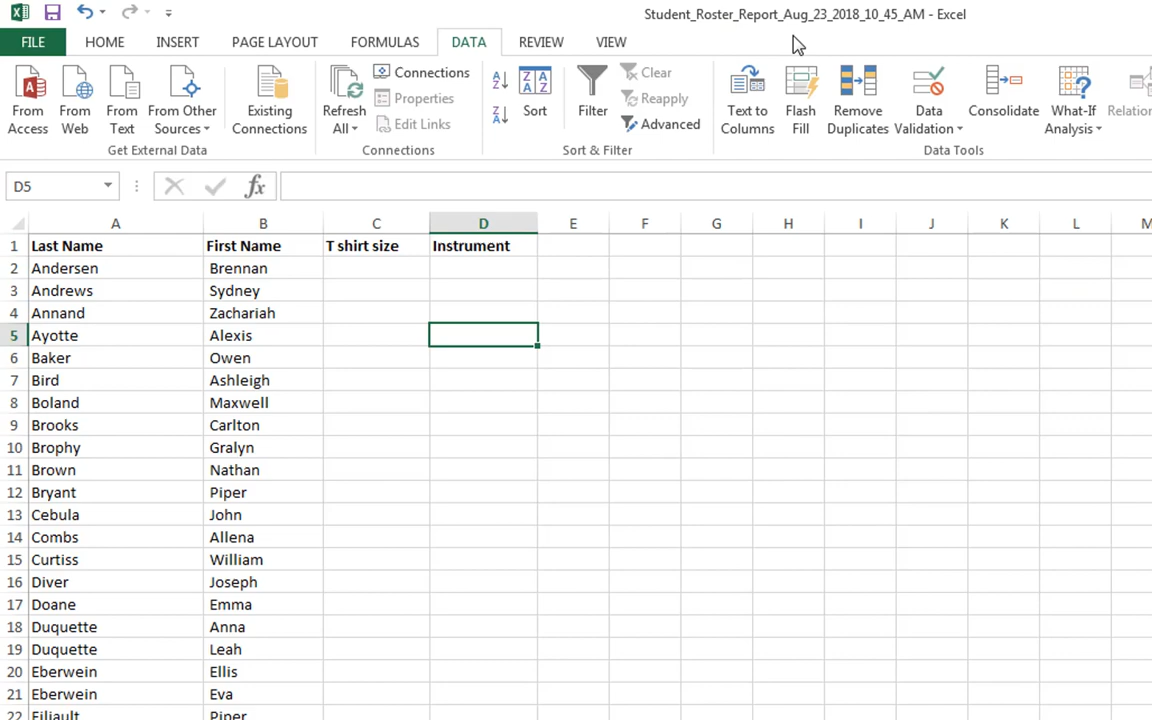 Student_Roster_Report_Aug_23_2018_10_45_AM - Excel
FILE HOME INSERT PAGE LAYOUT FORMULAS DATA REVIEW VIEW
From Access
From Web
From Text
From Other Sources
Existing Connections
Get External Data
Refresh All
Connections
Properties
Edit Links
Connections
Sort
Filter
Clear
Reapply
Advanced
Sort & Filter
Text to Columns
Flash Fill
Remove Duplicates
Data Validation
Consolidate
What-If Analysis
Data Tools
D5 fx
A B C D E F G H I J K L M
1 Last Name First Name T shirt size Instrument
2 Andersen Brennan
3 Andrews Sydney
4 Annand Zachariah
5 Ayotte Alexis
6 Baker Owen
7 Bird Ashleigh
8 Boland Maxwell
9 Brooks Carlton
10 Brophy Gralyn
11 Brown Nathan
12 Bryant Piper
13 Cebula John
14 Combs Allena
15 Curtiss William
16 Diver Joseph
17 Doane Emma
18 Duquette Anna
19 Duquette Leah
20 Eberwein Ellis
21 Eberwein Eva
22 Filiault Piper